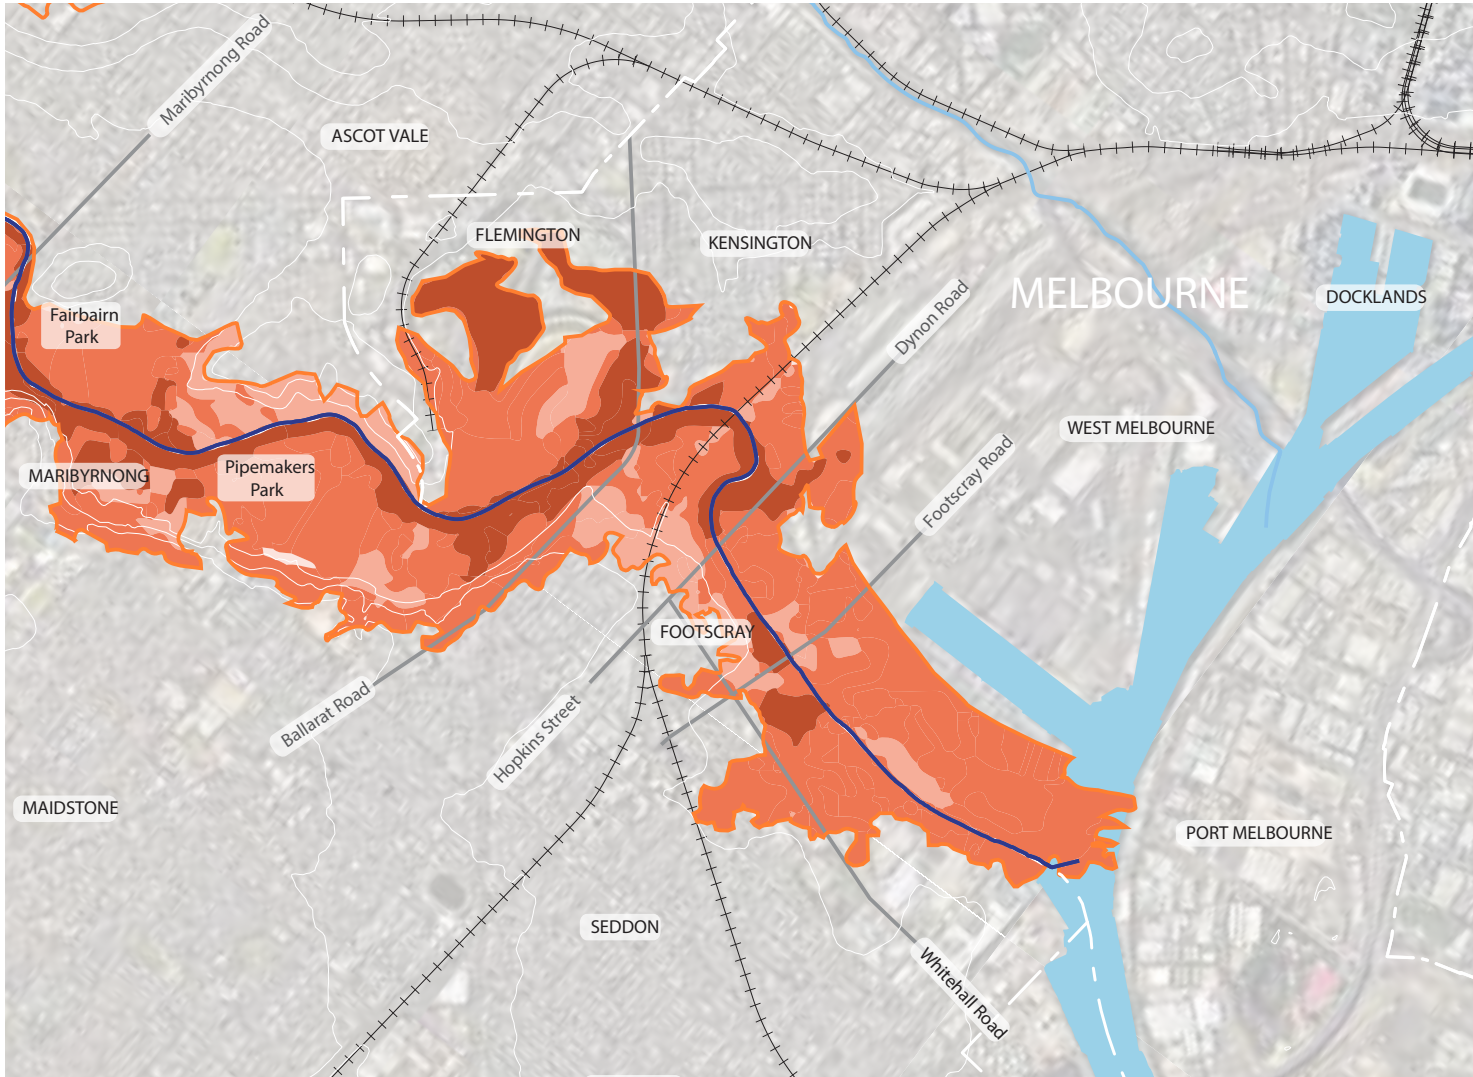 Maribyrnong Road
ASCOT VALE
FLEMINGTON
KENSINGTON
MELBOURNE
DOCKLANDS
Fairbairn
Park
Dynon Road
WEST MELBOURNE
MARIBYRNONG
Pipemakers
Park
Footscray Road
FOOTSCRAY
Ballarat Road
Hopkins Street
MAIDSTONE
PORT MELBOURNE
SEDDON
Whitehall Road